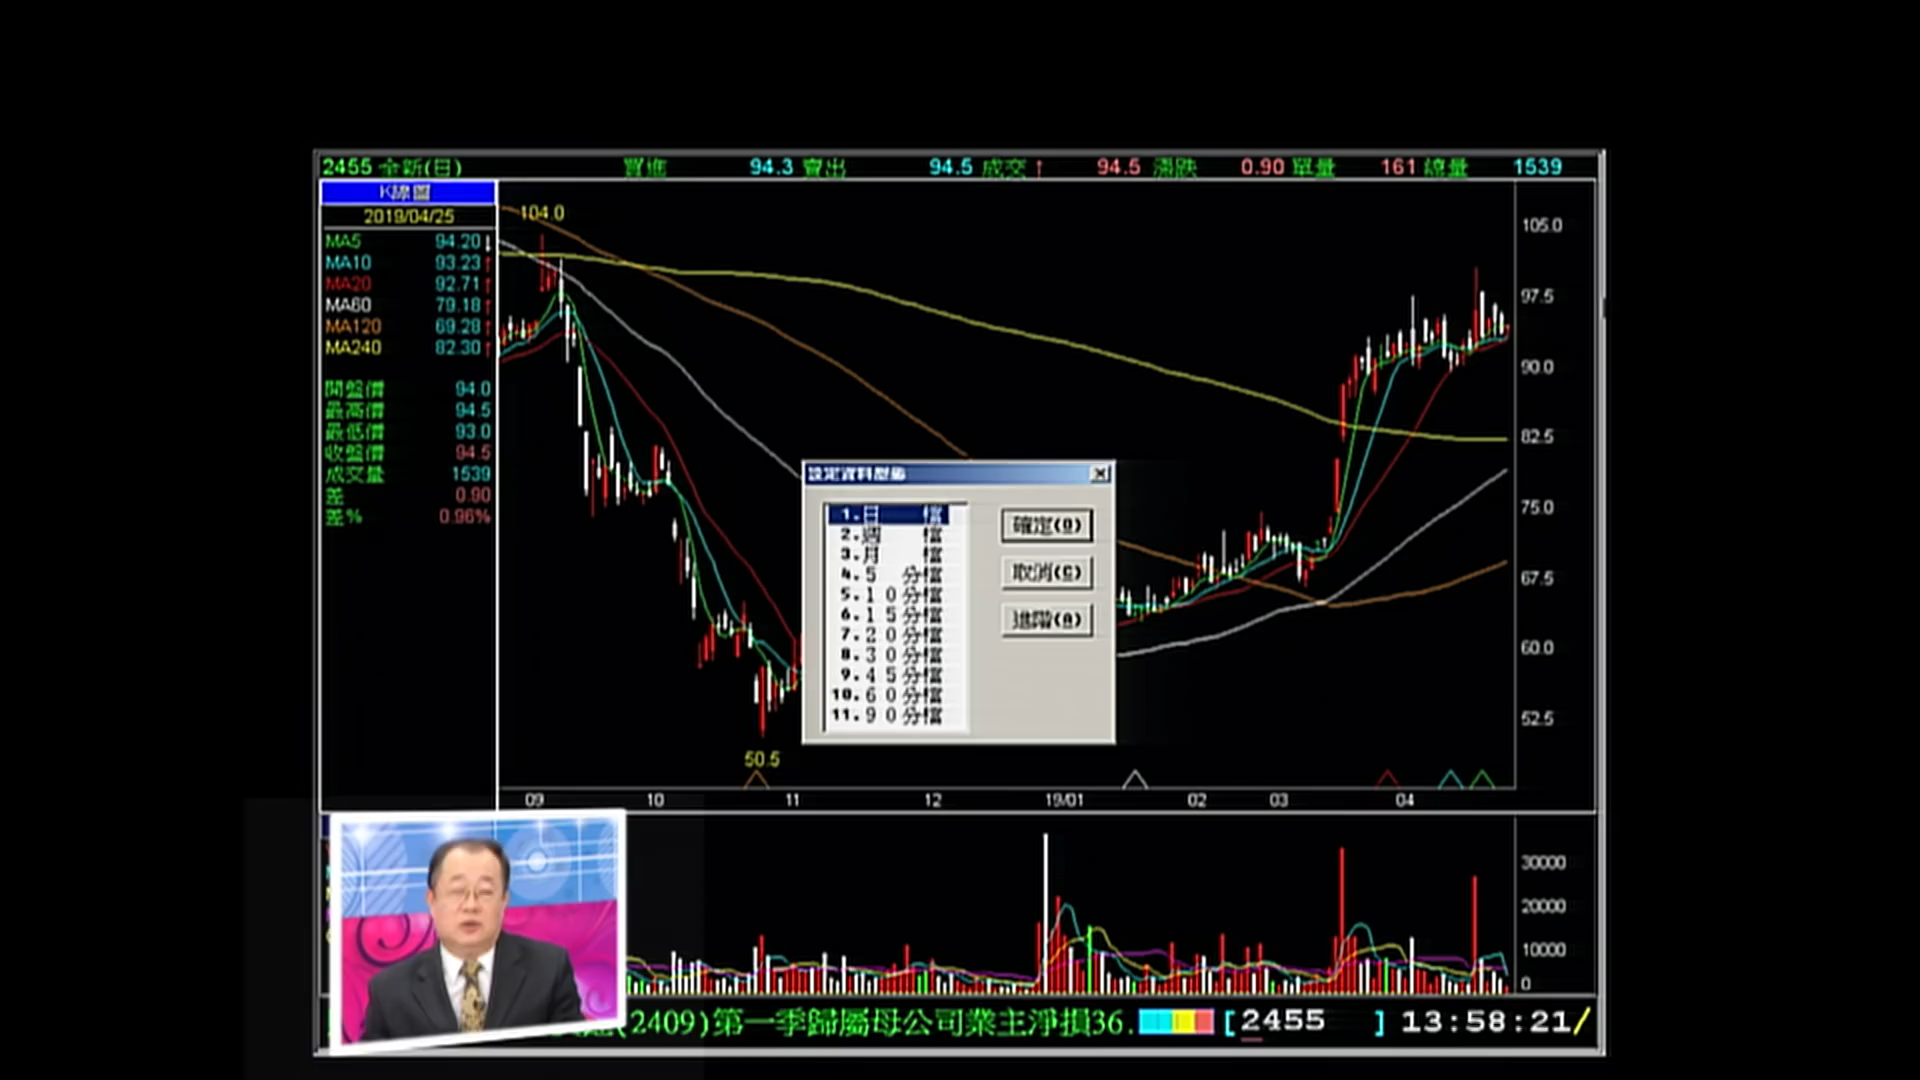 2455 全新(日) 買進 94.3 賣出 94.5 成交↑ 94.5 漲跌 0.90 單量 161 總量 1539
K線圖
2019/04/25
MA5 94.20↓
MA10 93.23↑
MA20 92.71↑
MA60 79.18↑
MA120 69.28↑
MA240 82.30↑
開盤價 94.0
最高價 94.5
最低價 93.0
收盤價 94.5
成交量 1539
差 0.90
差% 0.96%
104.0
50.5
105.0
97.5
90.0
82.5
75.0
67.5
60.0
52.5
09 10 11 12 19/01 02 03 04
設定資料型態
1.日 檔
2.週 檔
3.月 檔
4.5 分檔
5.10分檔
6.15分檔
7.20分檔
8.30分檔
9.45分檔
10.60分檔
11.90分檔
確定(O)
取消(C)
進階(A)
30000
20000
10000
0
(2409)第一季歸屬母公司業主淨損36.
[2455 ] 13:58:21/